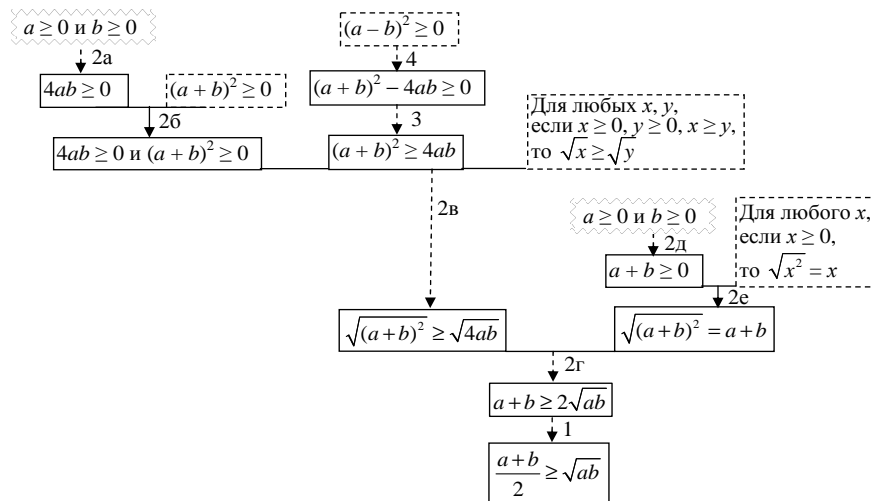 a ≥ 0 и b ≥ 0
(a – b)² ≥ 0
2а
4
4ab ≥ 0
(a + b)² ≥ 0
(a + b)² – 4ab ≥ 0
2б
3
Для любых x, y,
если x ≥ 0, y ≥ 0, x ≥ y,
то √x ≥ √y
4ab ≥ 0 и (a + b)² ≥ 0
(a + b)² ≥ 4ab
2в
a ≥ 0 и b ≥ 0
Для любого x,
если x ≥ 0,
то √x² = x
2д
a + b ≥ 0
2е
√(a + b)² ≥ √4ab
√(a + b)² = a + b
2г
a + b ≥ 2√ab
1
(a + b)/2 ≥ √ab